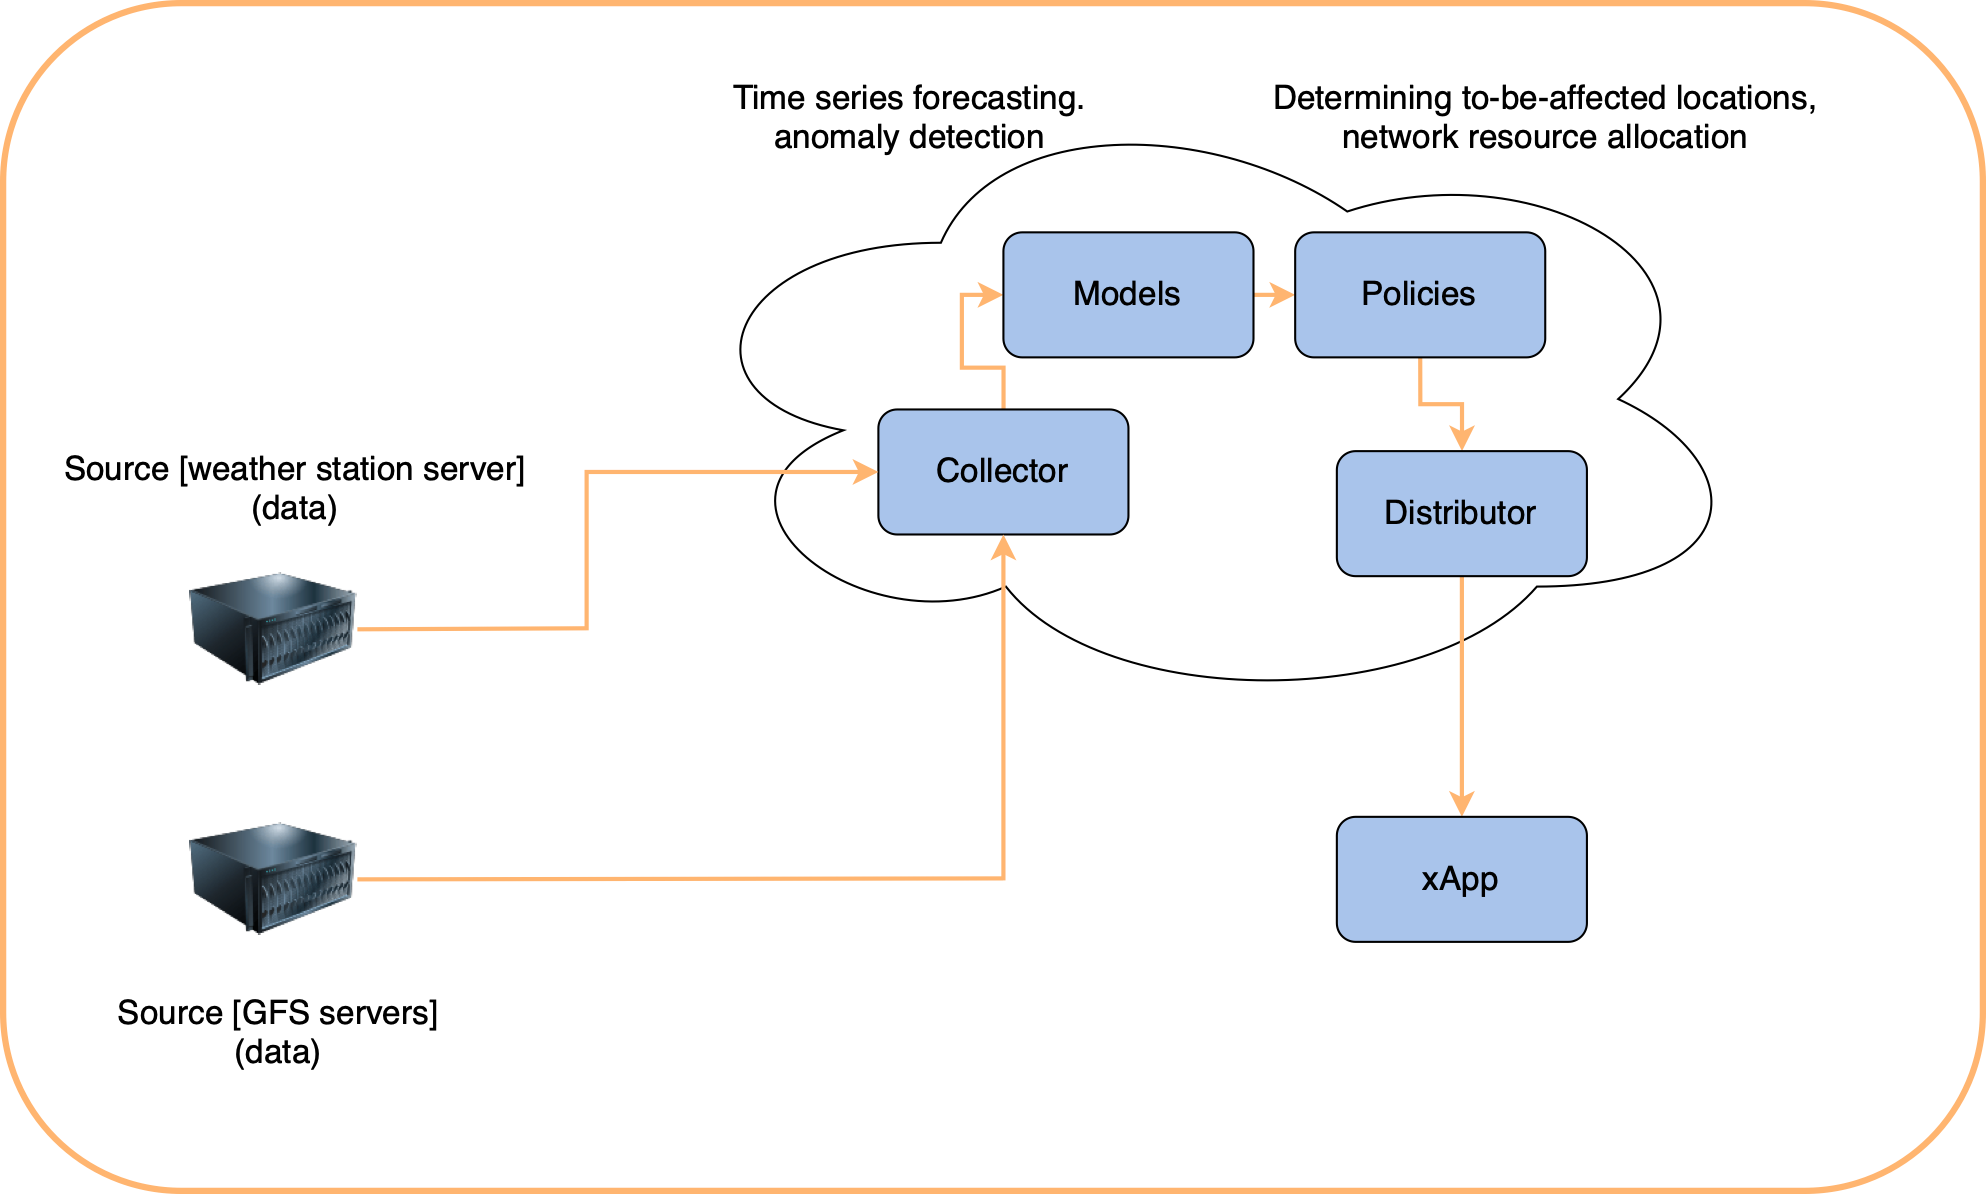 Time series forecasting.
anomaly detection
Determining to-be-affected locations,
network resource allocation
Models
Policies
Collector
Distributor
Source [weather station server]
(data)
xApp
Source [GFS servers]
(data)